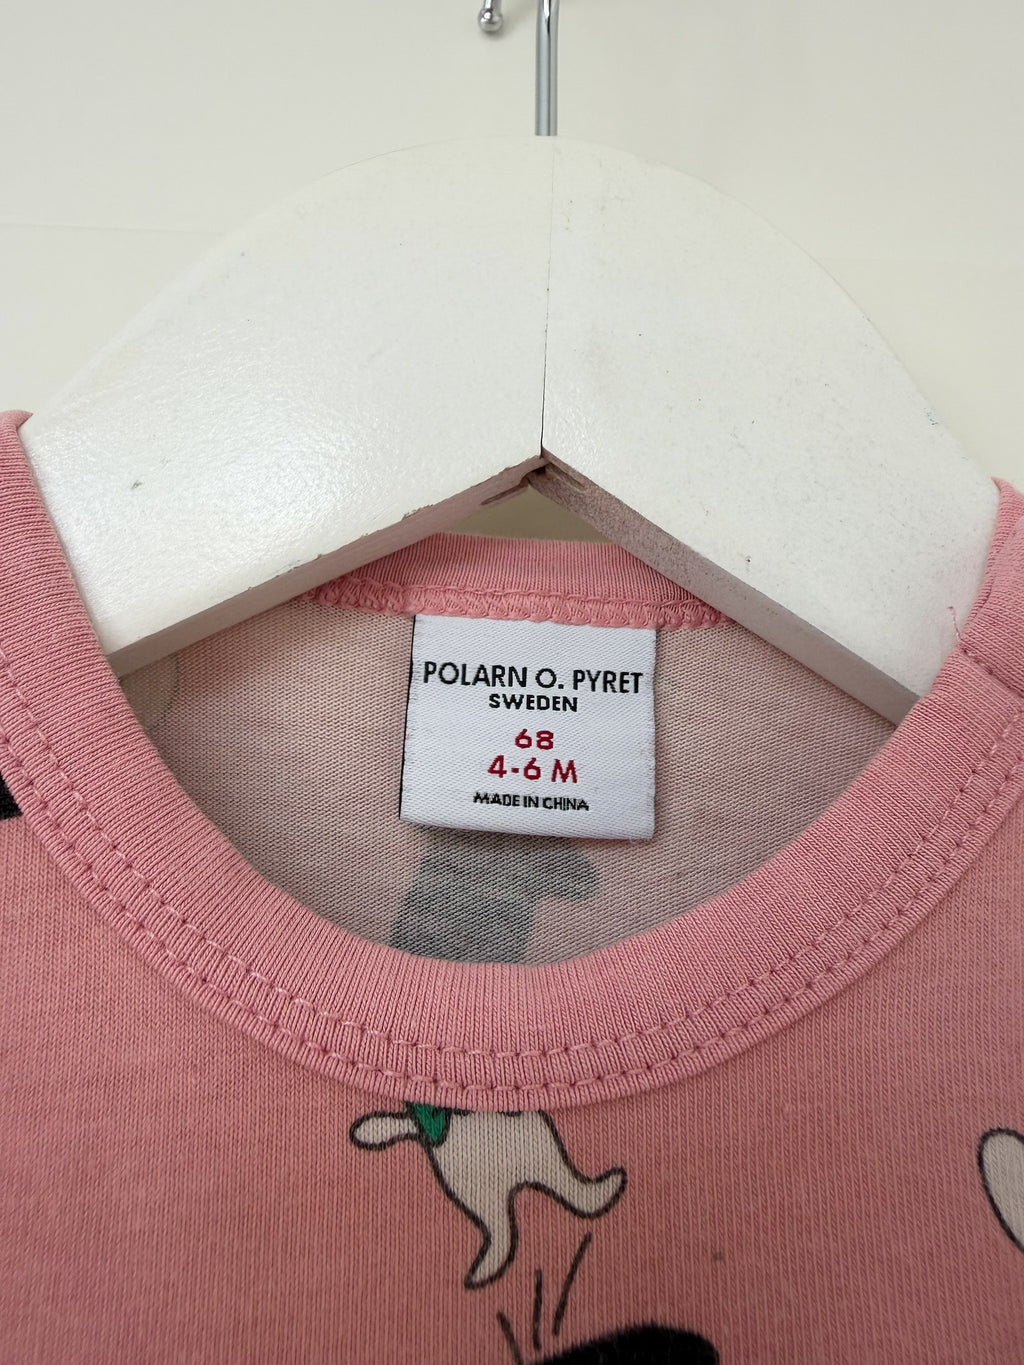 POLARN O. PYRET
SWEDEN
68
4-6 M
MADE IN CHINA